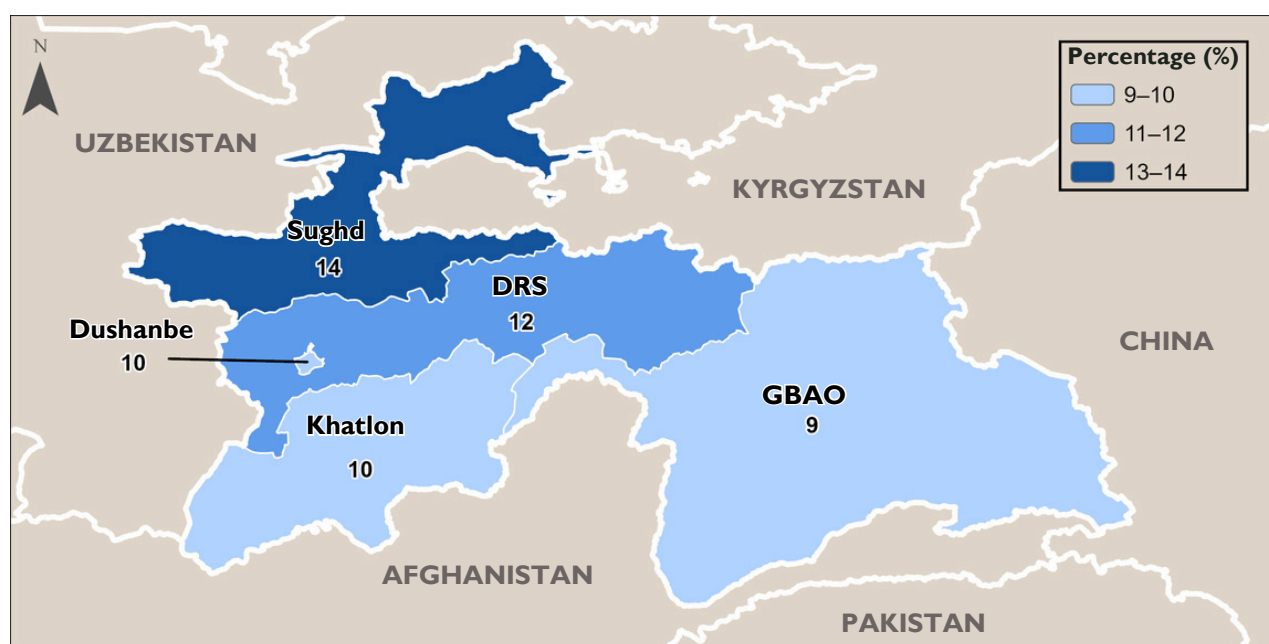 N
Percentage (%)
9–10
11–12
13–14
UZBEKISTAN
KYRGYZSTAN
Sughd
14
DRS
12
Dushanbe
10
CHINA
GBAO
9
Khatlon
10
AFGHANISTAN
PAKISTAN